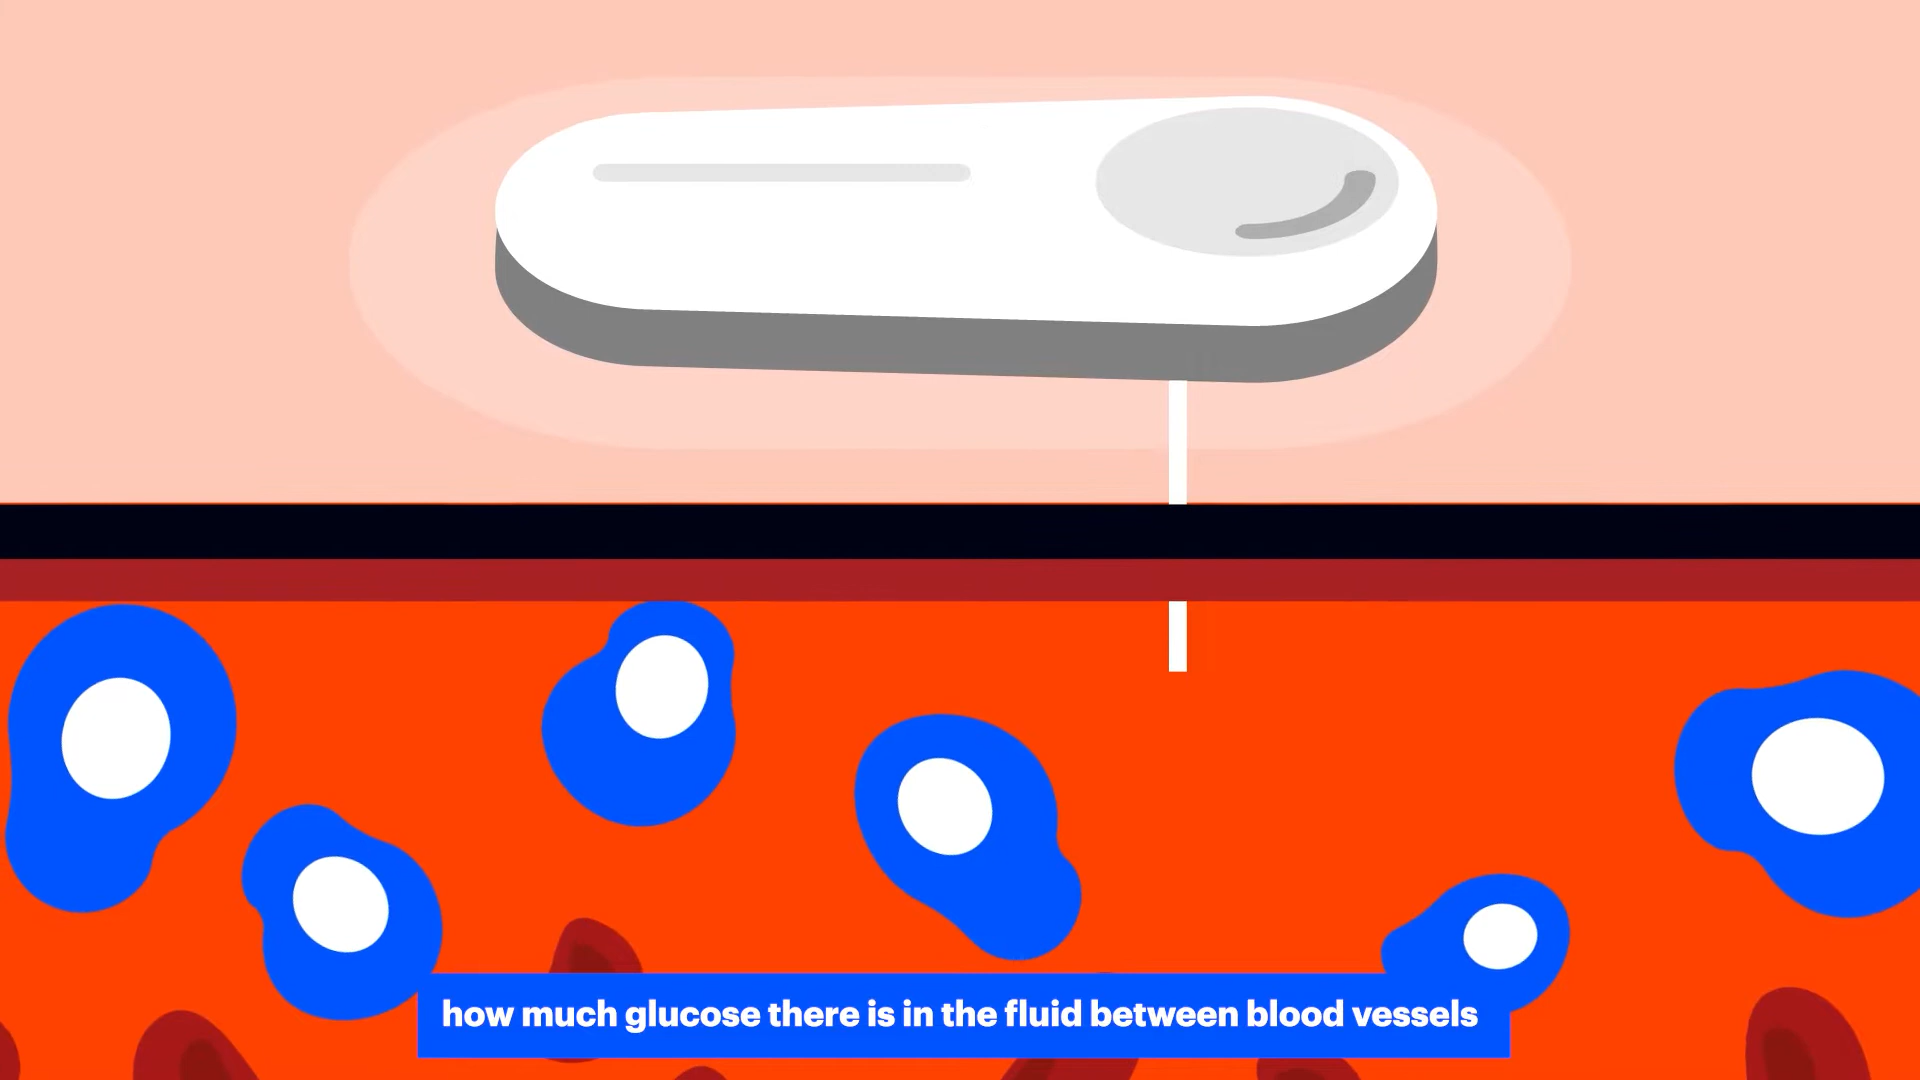 how much glucose there is in the fluid between blood vessels